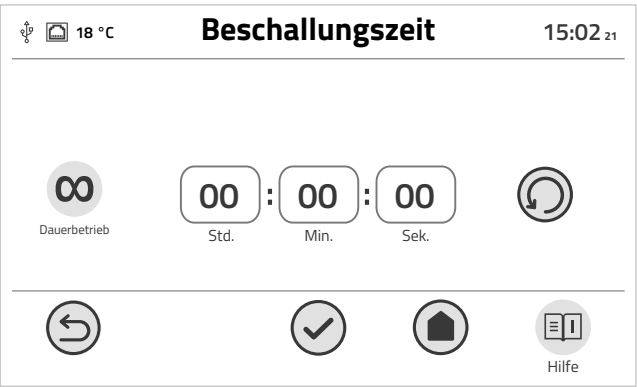 18 °C Beschallungszeit 15:02 21
00 : 00 : 00
Dauerbetrieb Std. Min. Sek.
Hilfe